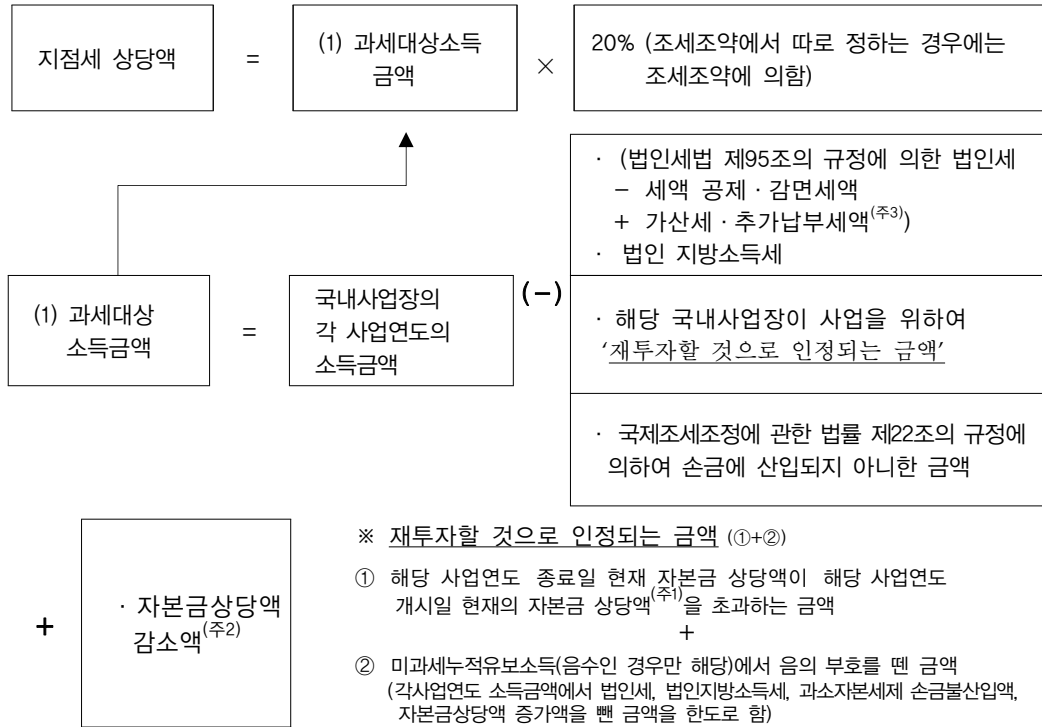 지점세 상당액 = (1) 과세대상소득
금액
× 20% (조세조약에서 따로 정하는 경우에는
조세조약에 의함)
(1) 과세대상
소득금액
=
국내사업장의
각 사업연도의
소득금액
(−)
· (법인세법 제95조의 규정에 의한 법인세
− 세액 공제 · 감면세액
+ 가산세 · 추가납부세액(주3))
· 법인 지방소득세
· 해당 국내사업장이 사업을 위하여
‘재투자할 것으로 인정되는 금액’
· 국제조세조정에 관한 법률 제22조의 규정에
의하여 손금에 산입되지 아니한 금액
+
· 자본금상당액
감소액(주2)
※ 재투자할 것으로 인정되는 금액 (①+②)
① 해당 사업연도 종료일 현재 자본금 상당액이 해당 사업연도
개시일 현재의 자본금 상당액(주1)을 초과하는 금액
+
② 미과세누적유보소득(음수인 경우만 해당)에서 음의 부호를 뗀 금액
(각사업연도 소득금액에서 법인세, 법인지방소득세, 과소자본세제 손금불산입액,
자본금상당액 증가액을 뺀 금액을 한도로 함)